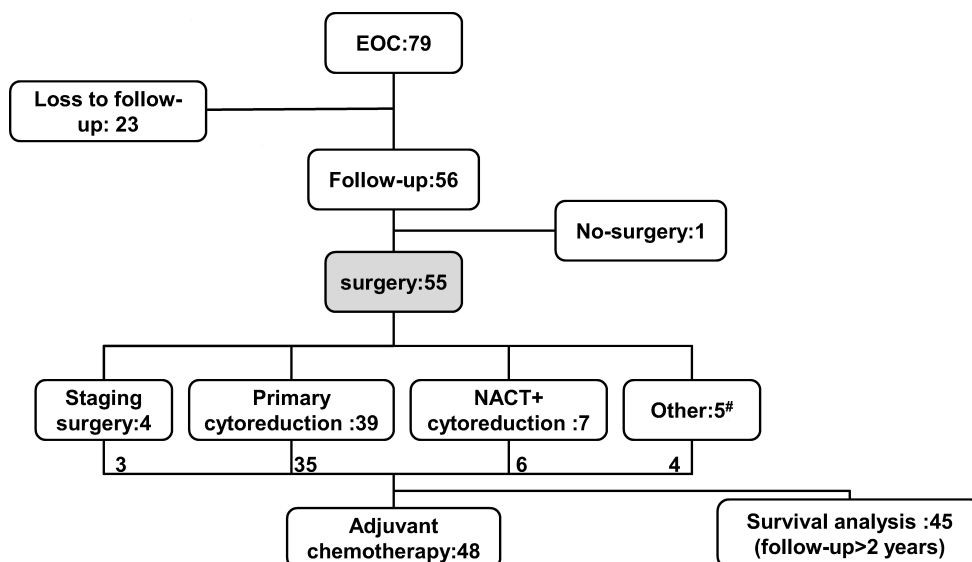 EOC:79
Loss to follow-
up: 23
Follow-up:56
No-surgery:1
surgery:55
Staging
surgery:4
Primary
cytoreduction :39
NACT+
cytoreduction :7
Other:5#
3
35
6
4
Adjuvant
chemotherapy:48
Survival analysis :45
(follow-up>2 years)